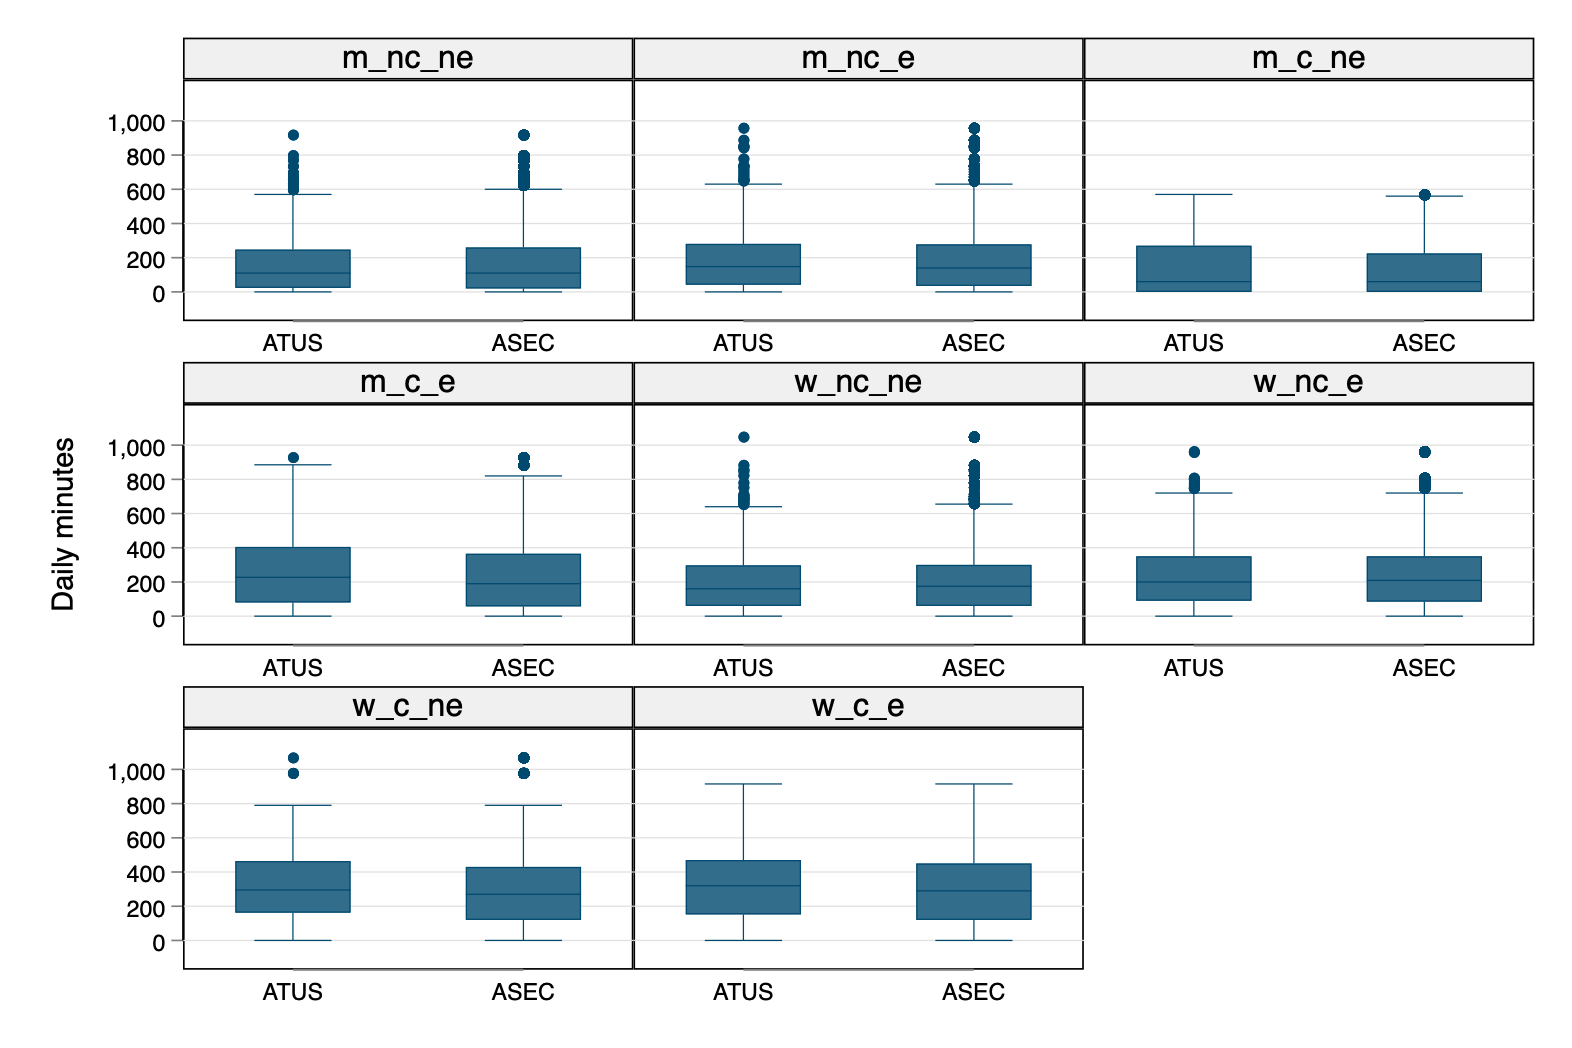 m_nc_ne m_nc_e m_c_ne
1,000
800
600
400
200
0
ATUS ASEC ATUS ASEC ATUS ASEC
m_c_e w_nc_ne w_nc_e
Daily minutes
1,000
800
600
400
200
0
ATUS ASEC ATUS ASEC ATUS ASEC
w_c_ne w_c_e
1,000
800
600
400
200
0
ATUS ASEC ATUS ASEC